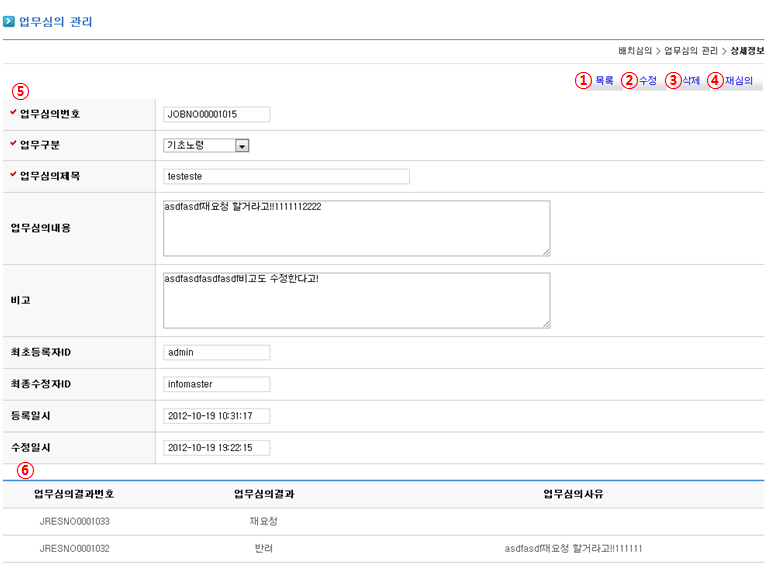 업무심의 관리
배치심의 > 업무심의 관리 > 상세정보
① 목록 ② 수정 ③ 삭제 ④ 재심의
⑤
업무심의번호 JOBNO00001015
업무구분 기초노령
업무심의제목 testeste
업무심의내용 asdfasdf재요청 할거라고!!1111112222
비고 asdfasdfasdfasdf비고도 수정한다고!
최초등록자ID admin
최종수정자ID infomaster
등록일시 2012-10-19 10:31:17
수정일시 2012-10-19 19:22:15
⑥
업무심의결과번호 업무심의결과 업무심의사유
JRESNO0001033 재요청
JRESNO0001032 반려 asdfasdf재요청 할거라고!!111111